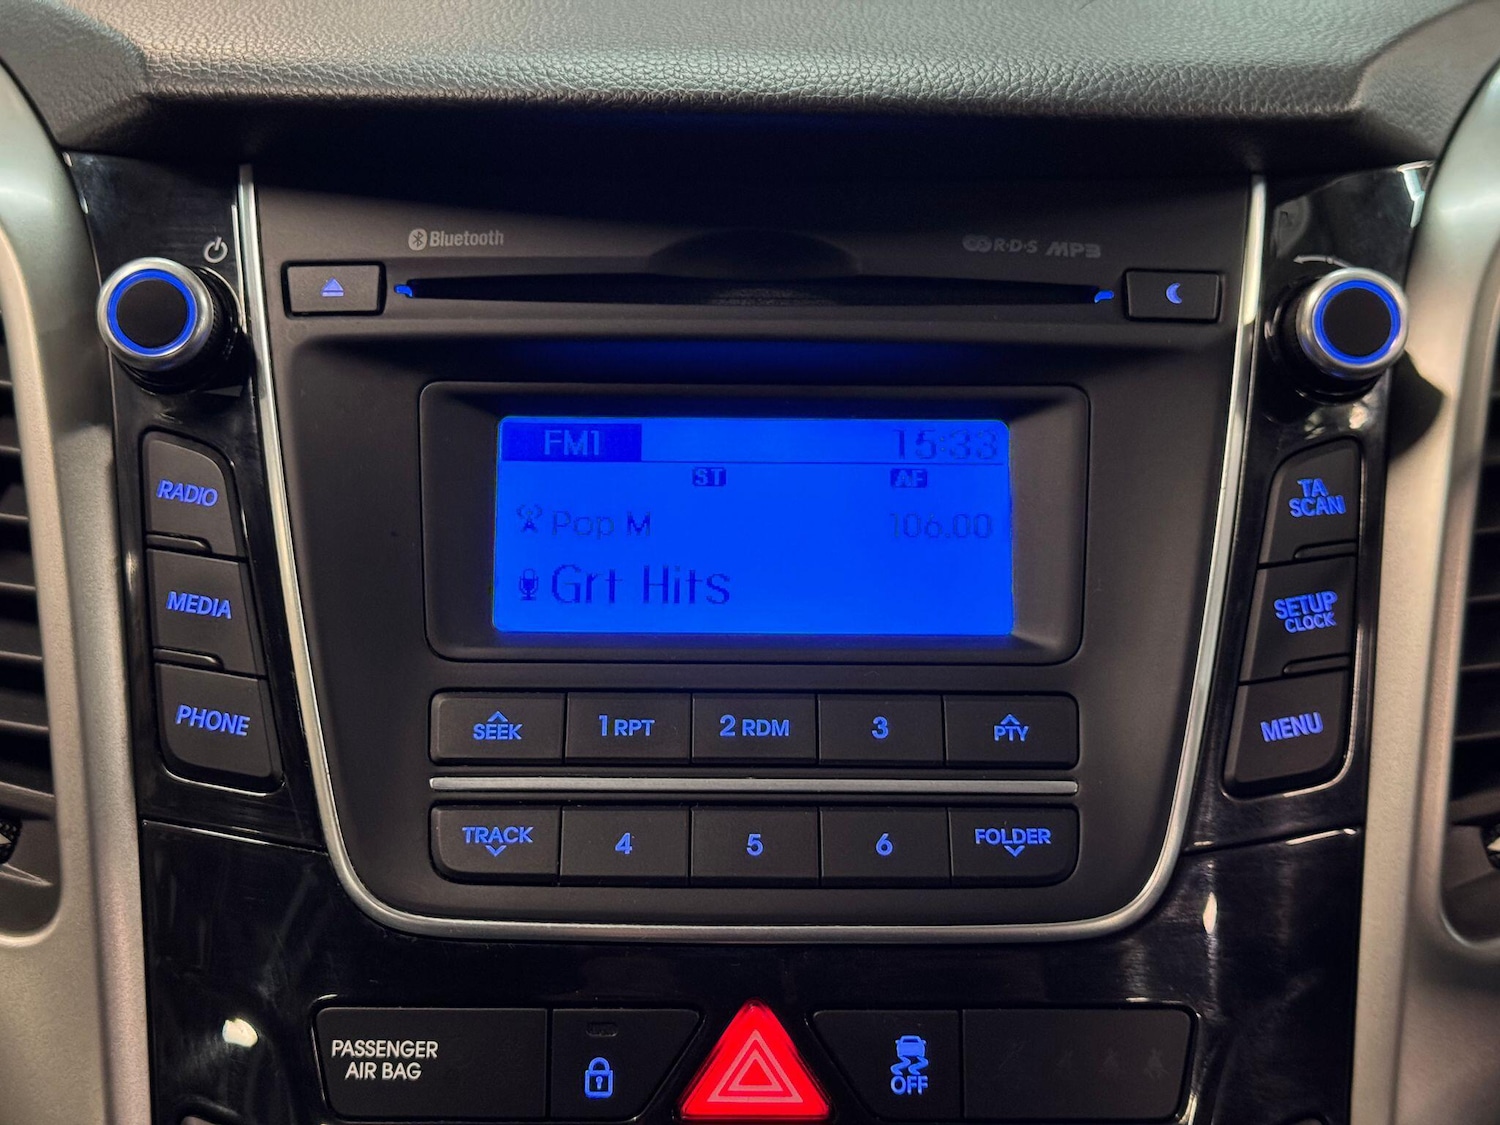 Bluetooth
R·D·S MP3
FM1 15:33
ST AF
Pop M 106.00
Grt Hits
RADIO
MEDIA
PHONE
TA
SCAN
SETUP
CLOCK
MENU
SEEK 1 RPT 2 RDM 3 PTY
TRACK 4 5 6 FOLDER
PASSENGER
AIR BAG
OFF